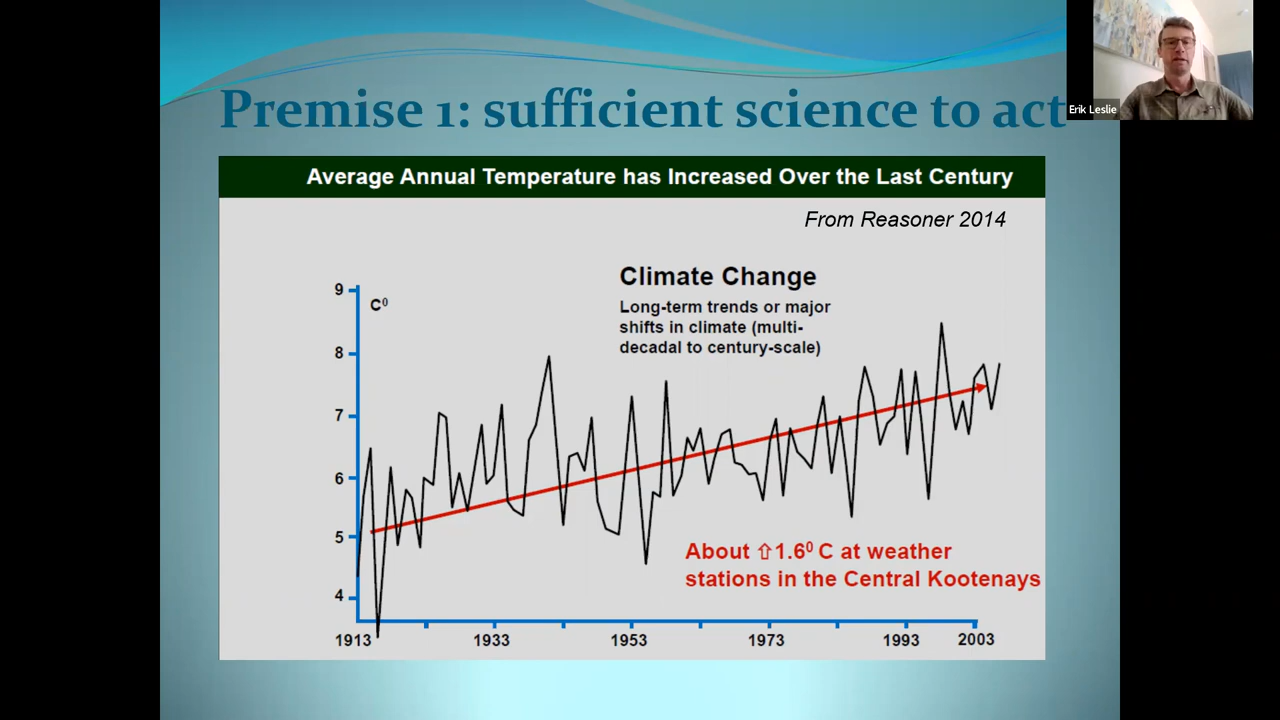 Premise 1: sufficient science to act
Erik Leslie
Average Annual Temperature has Increased Over the Last Century
From Reasoner 2014
Climate Change
Long-term trends or major
shifts in climate (multi-
decadal to century-scale)
C⁰
9
8
7
6
5
4
About ⇧1.6⁰ C at weather
stations in the Central Kootenays
1913 1933 1953 1973 1993 2003